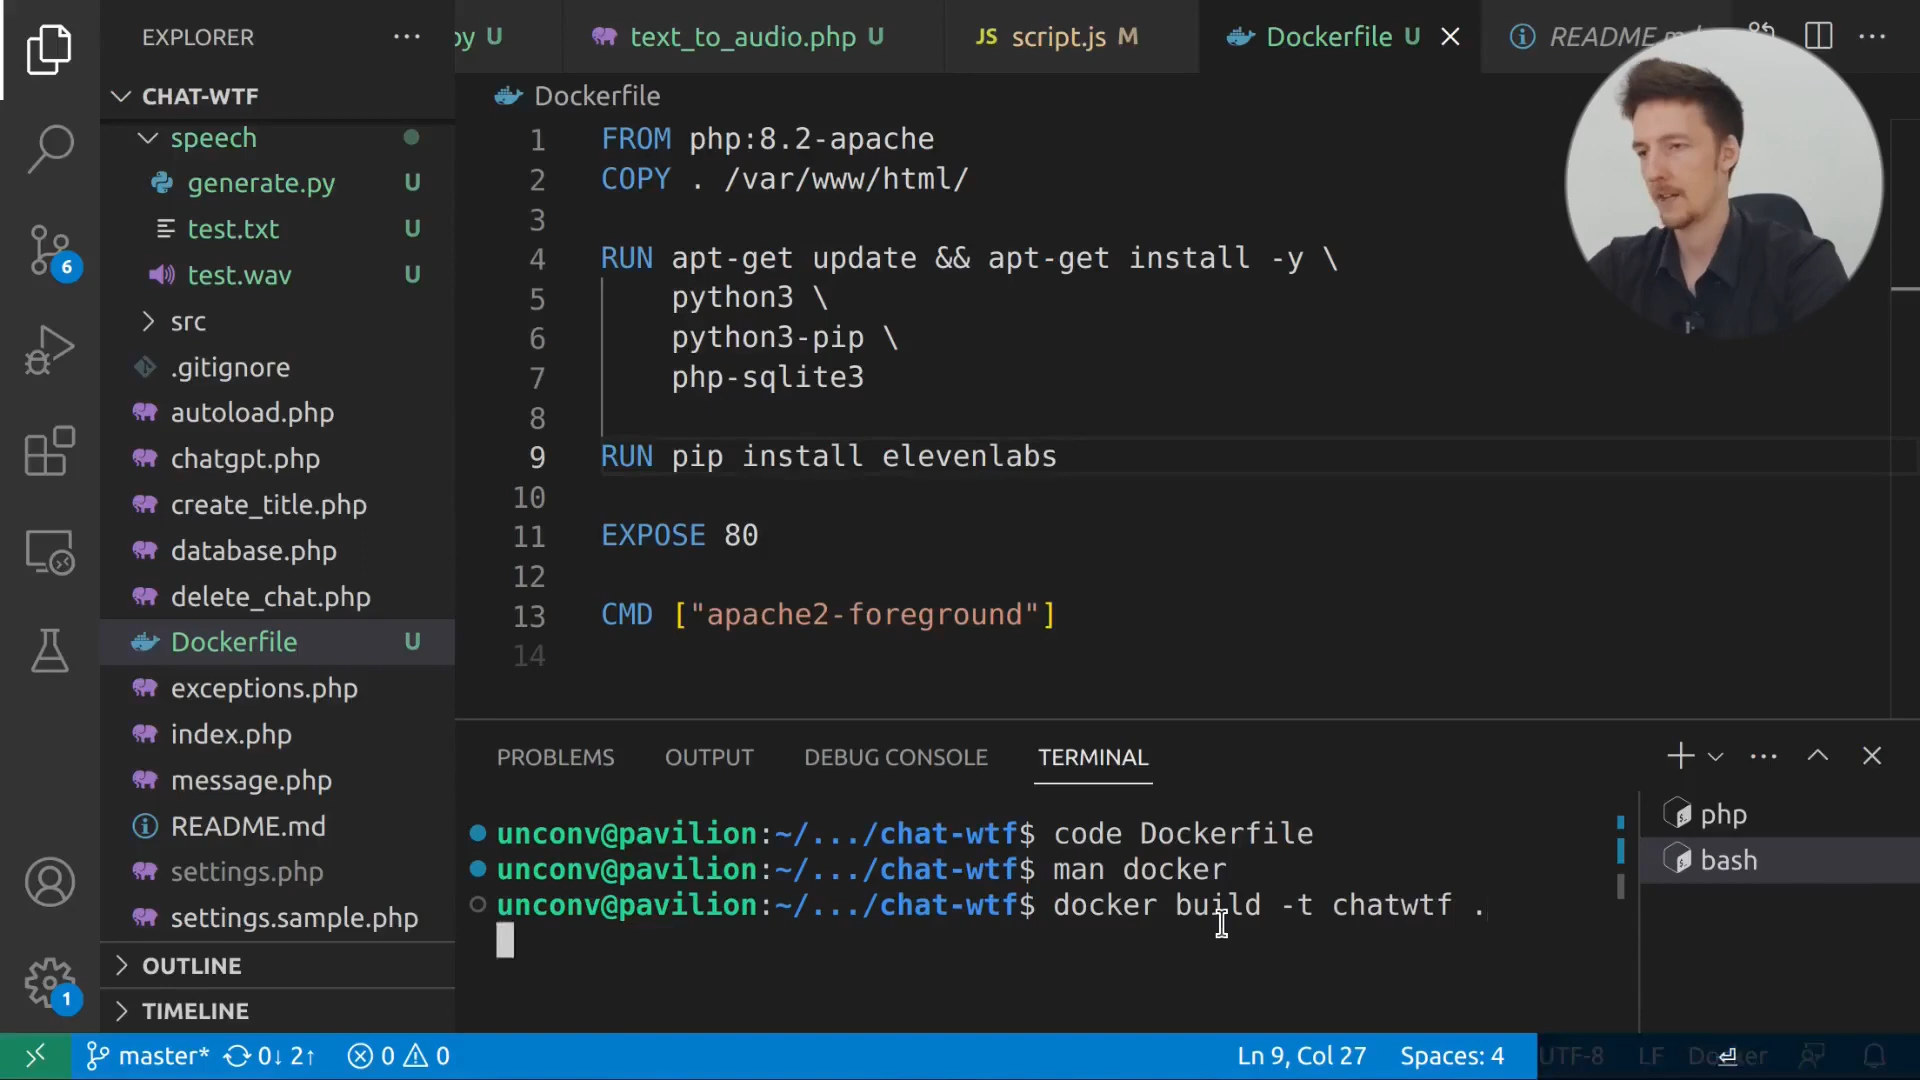 EXPLORER
CHAT-WTF
speech
generate.py U
test.txt U
test.wav U
src
.gitignore
autoload.php
chatgpt.php
create_title.php
database.php
delete_chat.php
Dockerfile U
exceptions.php
index.php
message.php
README.md
settings.php
settings.sample.php
OUTLINE
TIMELINE
6
1
py U
text_to_audio.php U
JS script.js M
Dockerfile U
Dockerfile
1 FROM php:8.2-apache
2 COPY . /var/www/html/
3
4 RUN apt-get update && apt-get install -y \
5 python3 \
6 python3-pip \
7 php-sqlite3
8
9 RUN pip install elevenlabs
10
11 EXPOSE 80
12
13 CMD ["apache2-foreground"]
14
PROBLEMS OUTPUT DEBUG CONSOLE TERMINAL
unconv@pavilion:~/.../chat-wtf$ code Dockerfile
unconv@pavilion:~/.../chat-wtf$ man docker
unconv@pavilion:~/.../chat-wtf$ docker build -t chatwtf .
php
bash
master* 0↓ 2↑ 0 0 Ln 9, Col 27 Spaces: 4 UTF-8 LF